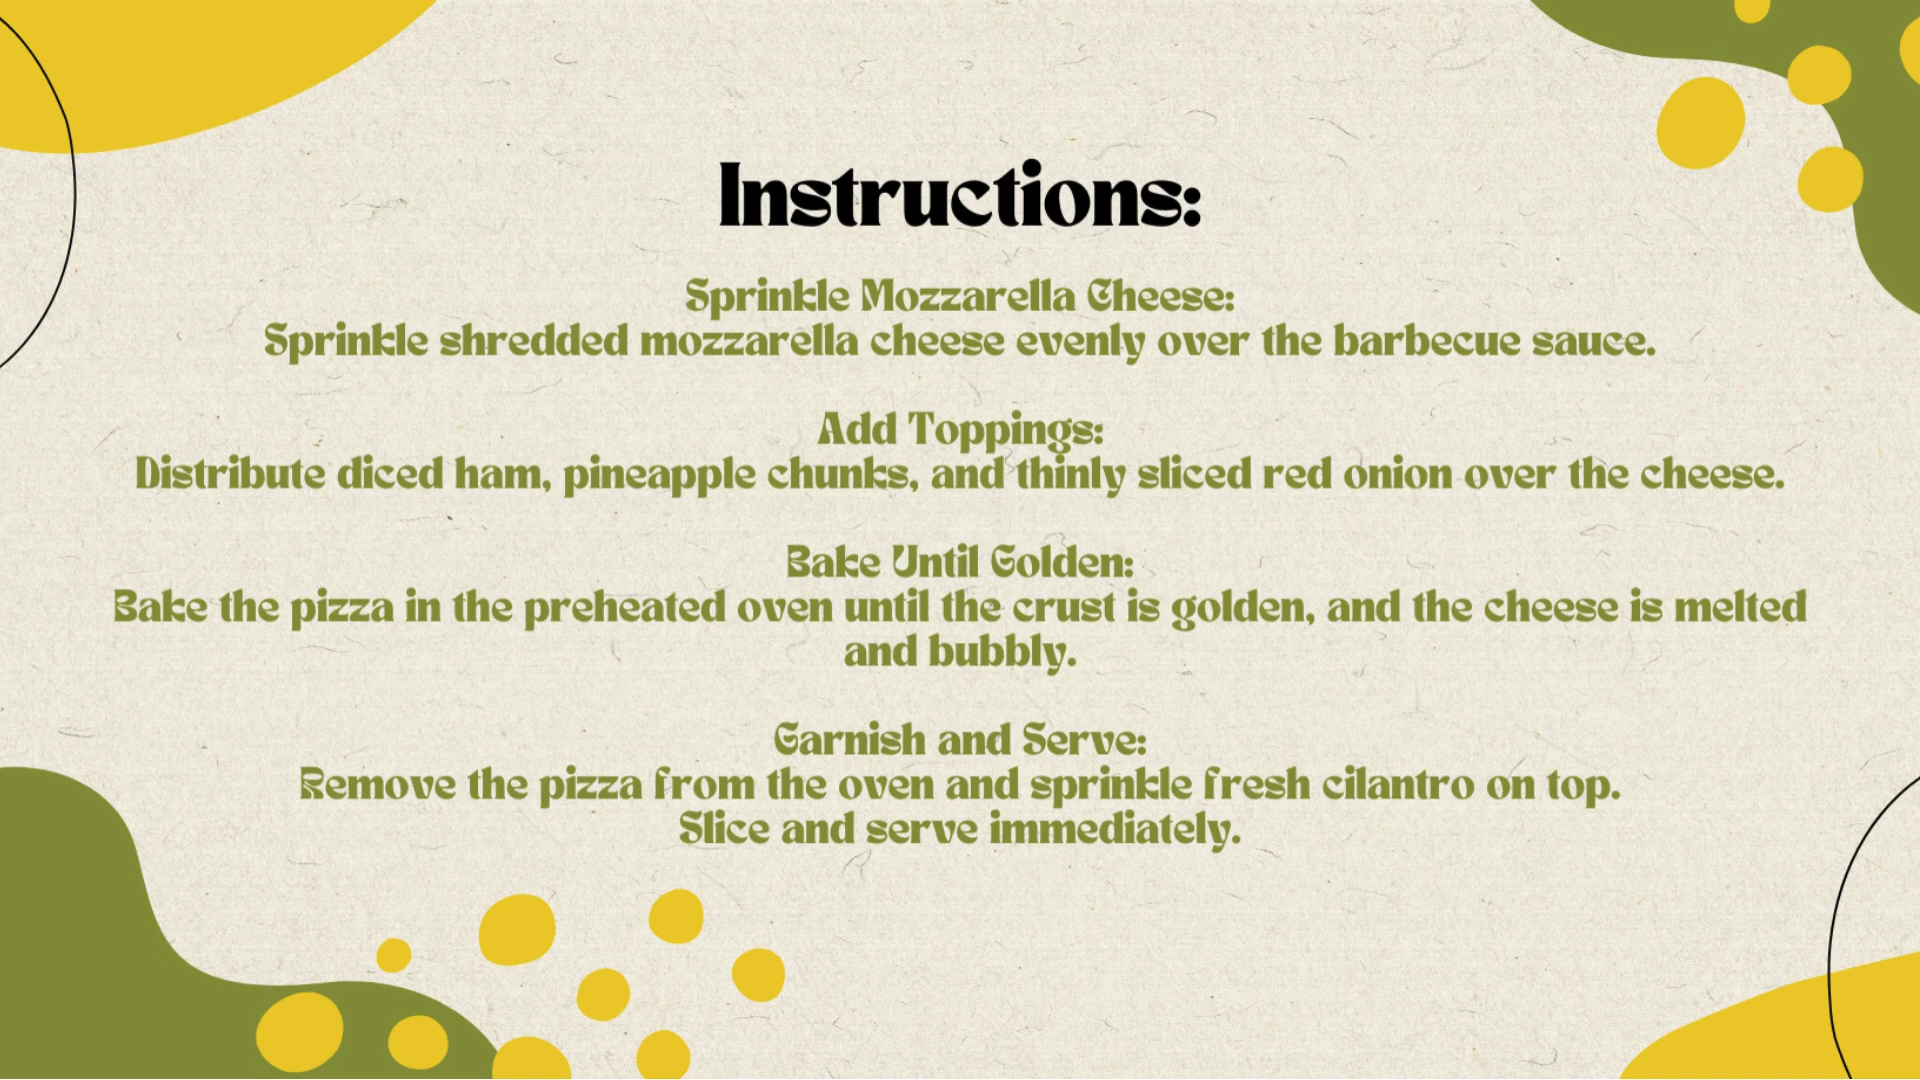 Instructions:
Sprinkle Mozzarella Cheese:
Sprinkle shredded mozzarella cheese evenly over the barbecue sauce.
Add Toppings:
Distribute diced ham, pineapple chunks, and thinly sliced red onion over the cheese.
Bake Until Golden:
Bake the pizza in the preheated oven until the crust is golden, and the cheese is melted
and bubbly.
Garnish and Serve:
Remove the pizza from the oven and sprinkle fresh cilantro on top.
Slice and serve immediately.